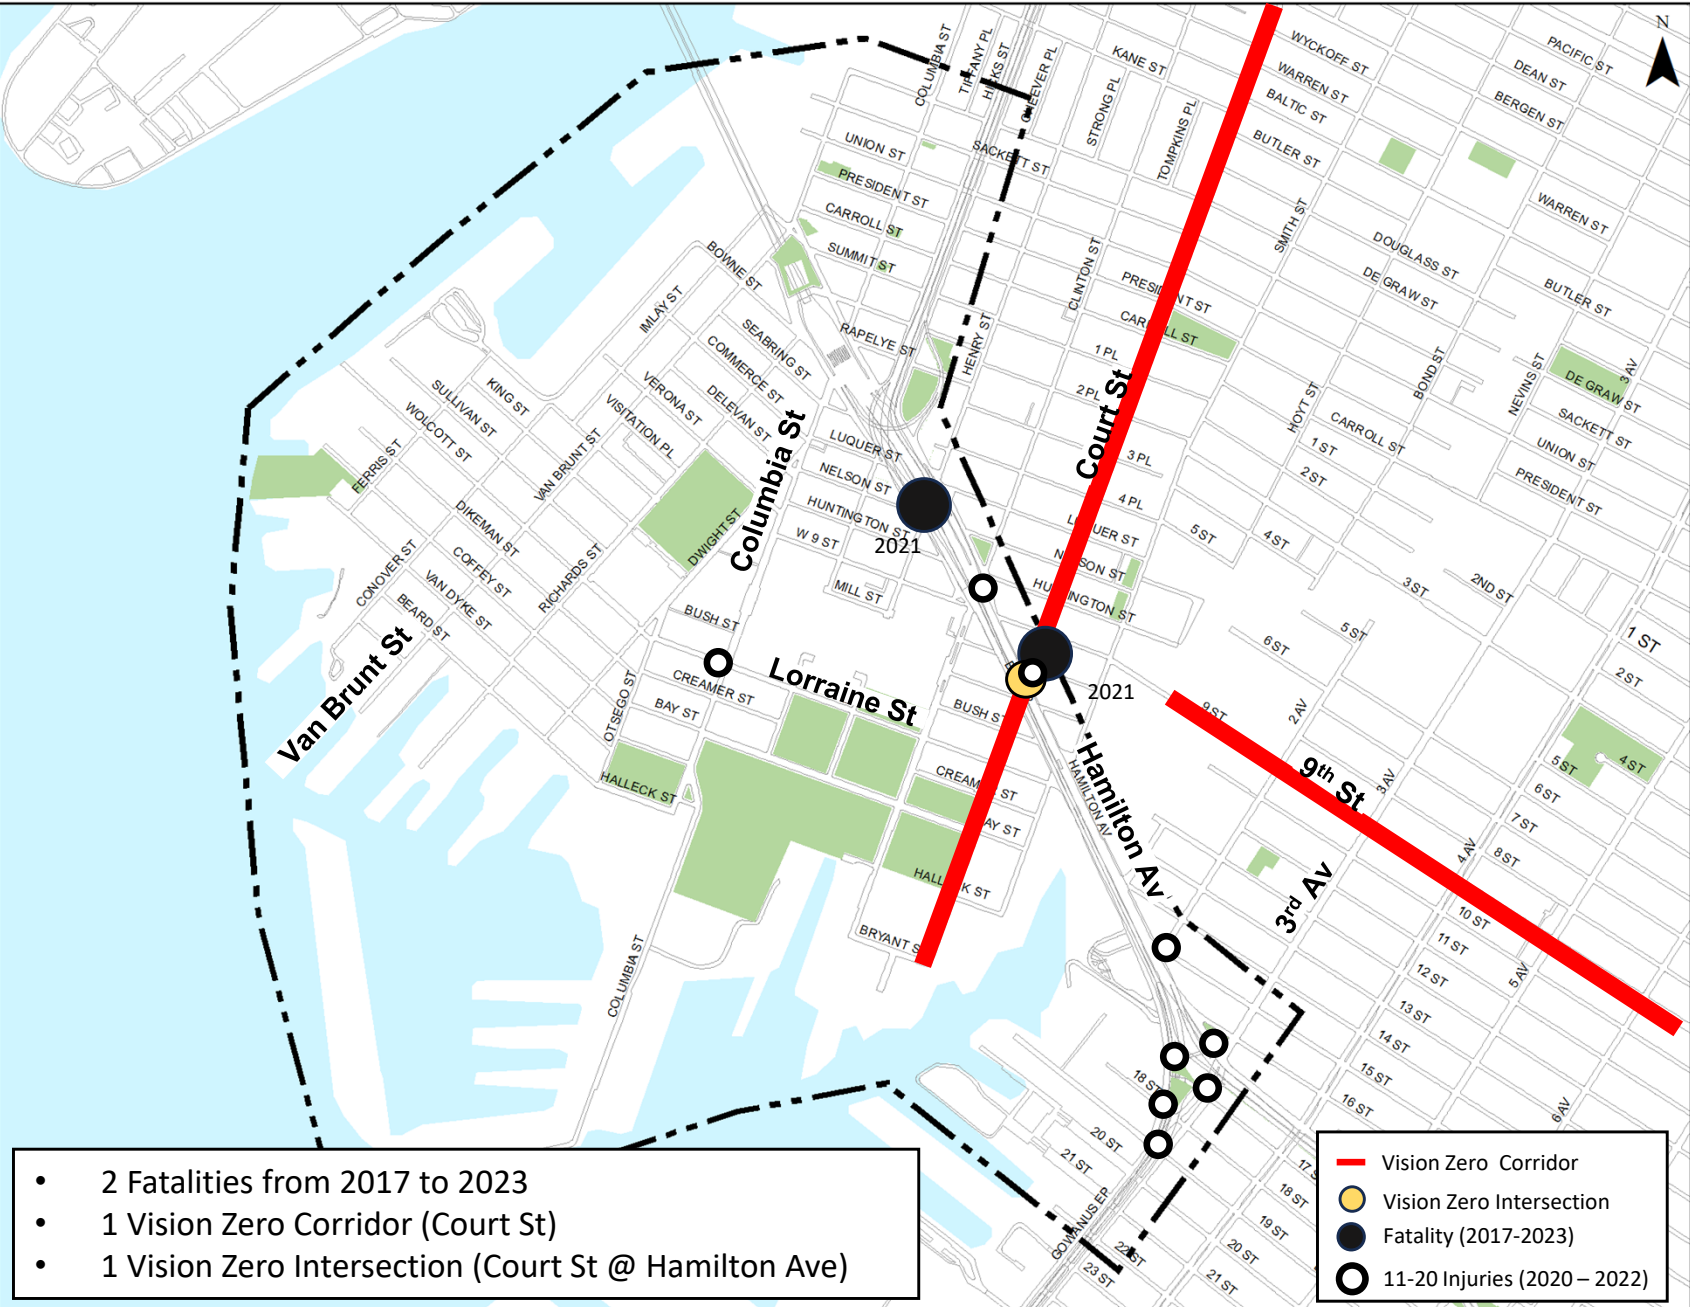 N
COLUMBIA ST
TIFFANY PL
HICKS ST
CHEEVER PL
KANE ST
STRONG PL
TOMPKINS PL
WYCKOFF ST
WARREN ST
BALTIC ST
BUTLER ST
PACIFIC ST
DEAN ST
BERGEN ST
WARREN ST
UNION ST
SACKETT ST
PRESIDENT ST
CARROLL ST
SUMMIT ST
BOWNE ST
IMLAY ST
SEABRING ST
COMMERCE ST
RAPELYE ST
VERONA ST
DELEVAN ST
VISITATION PL
KING ST
SULLIVAN ST
WOLCOTT ST
FERRIS ST
VAN BRUNT ST
DIKEMAN ST
COFFEY ST
VAN DYKE ST
BEARD ST
CONOVER ST
RICHARDS ST
DWIGHT ST
Columbia St
LUQUER ST
NELSON ST
HUNTINGTON ST
W 9 ST
MILL ST
2021
BUSH ST
Lorraine St
CREAMER ST
BAY ST
OTSEGO ST
HALLECK ST
Van Brunt St
COLUMBIA ST
HENRY ST
CLINTON ST
SMITH ST
PRESIDENT ST
CAR LL ST
1 PL
2 PL
3 PL
4 PL
Court St
L UER ST
N SON ST
HU INGTON ST
2021
DOUGLASS ST
DE GRAW ST
BUTLER ST
HOYT ST
BOND ST
NEVINS ST
3 AV
DE GRAW ST
SACKETT ST
UNION ST
PRESIDENT ST
CARROLL ST
1 ST
2 ST
5 ST
4 ST
3 ST
2ND ST
5 ST
6 ST
1 ST
2 ST
4 ST
5 ST
6 ST
7 ST
8 ST
9 ST
9th St
2 AV
3 AV
4 AV
5 AV
6 AV
3rd Av
Hamilton Av
HAMILTON AV
BUSH S
CREAM ST
AY ST
HALL K ST
BRYANT S
10 ST
11 ST
12 ST
13 ST
14 ST
15 ST
16 ST
17 S
18 ST
19 ST
20 ST
21 ST
18 ST
20 ST
21 ST
22 ST
23 ST
GOWANUS EP
• 2 Fatalities from 2017 to 2023
• 1 Vision Zero Corridor (Court St)
• 1 Vision Zero Intersection (Court St @ Hamilton Ave)
Vision Zero Corridor
Vision Zero Intersection
Fatality (2017-2023)
11-20 Injuries (2020 – 2022)